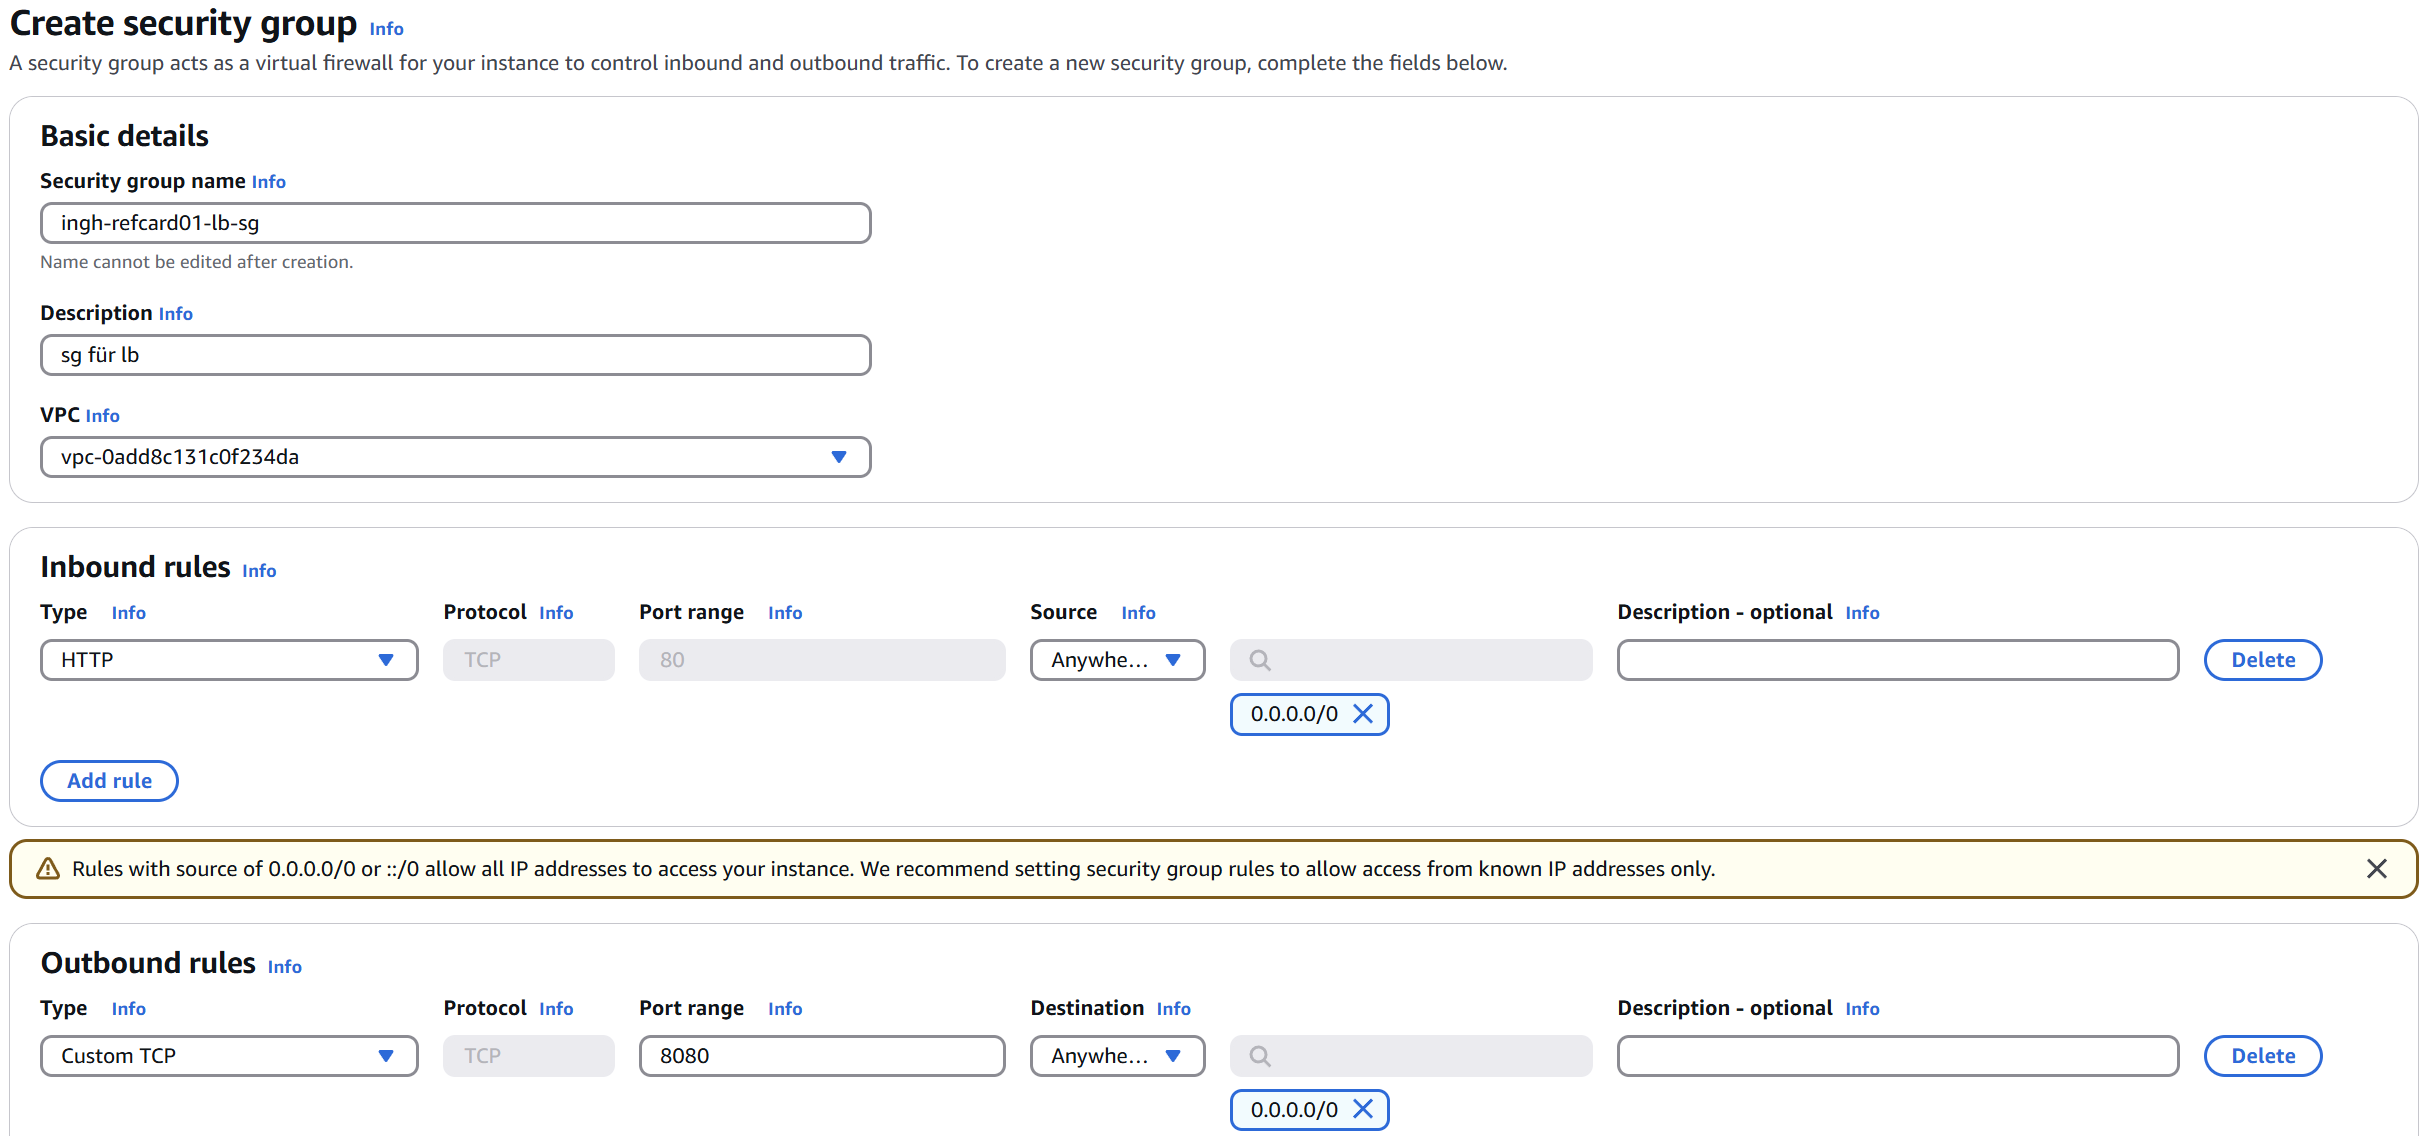 Create security group Info
A security group acts as a virtual firewall for your instance to control inbound and outbound traffic. To create a new security group, complete the fields below.
Basic details
Security group name Info
ingh-refcard01-lb-sg
Name cannot be edited after creation.
Description Info
sg für lb
VPC Info
vpc-0add8c131c0f234da
Inbound rules Info
Type Info Protocol Info Port range Info Source Info Description - optional Info
HTTP TCP 80 Anywhe... Delete
0.0.0.0/0
Add rule
Rules with source of 0.0.0.0/0 or ::/0 allow all IP addresses to access your instance. We recommend setting security group rules to allow access from known IP addresses only.
Outbound rules Info
Type Info Protocol Info Port range Info Destination Info Description - optional Info
Custom TCP TCP 8080 Anywhe... Delete
0.0.0.0/0